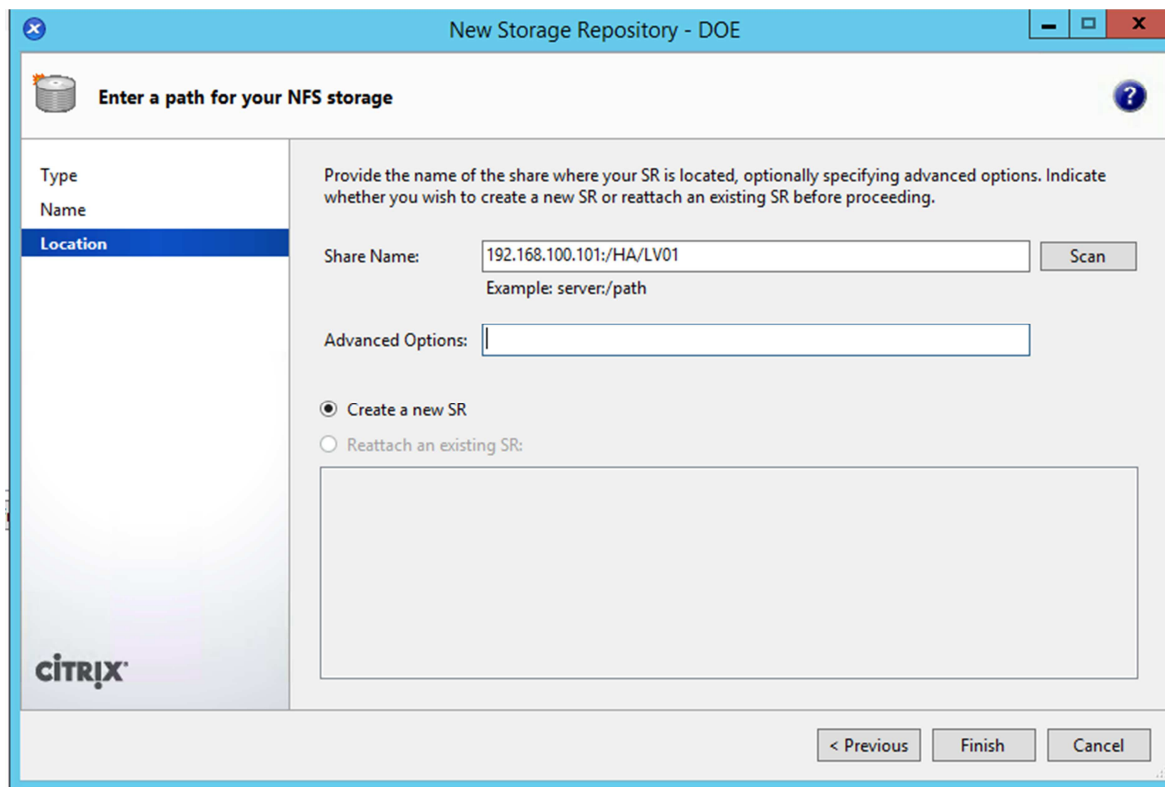 New Storage Repository - DOE
Enter a path for your NFS storage
Type
Name
Location
Provide the name of the share where your SR is located, optionally specifying advanced options. Indicate
whether you wish to create a new SR or reattach an existing SR before proceeding.
Share Name:
192.168.100.101:/HA/LV01
Scan
Example: server:/path
Advanced Options:
Create a new SR
Reattach an existing SR:
CITRIX
< Previous
Finish
Cancel